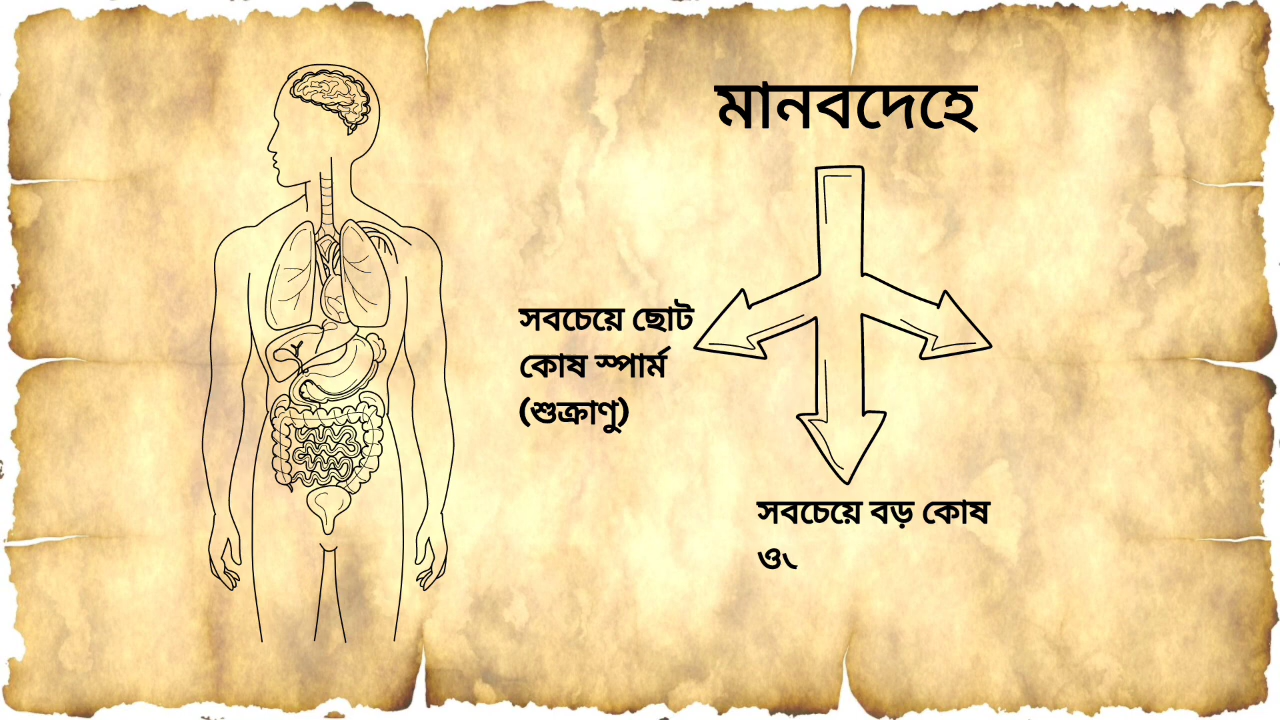 মানবদেহে
সবচেয়ে ছোট
কোষ স্পার্ম
(শুক্রাণু)
সবচেয়ে বড় কোষ